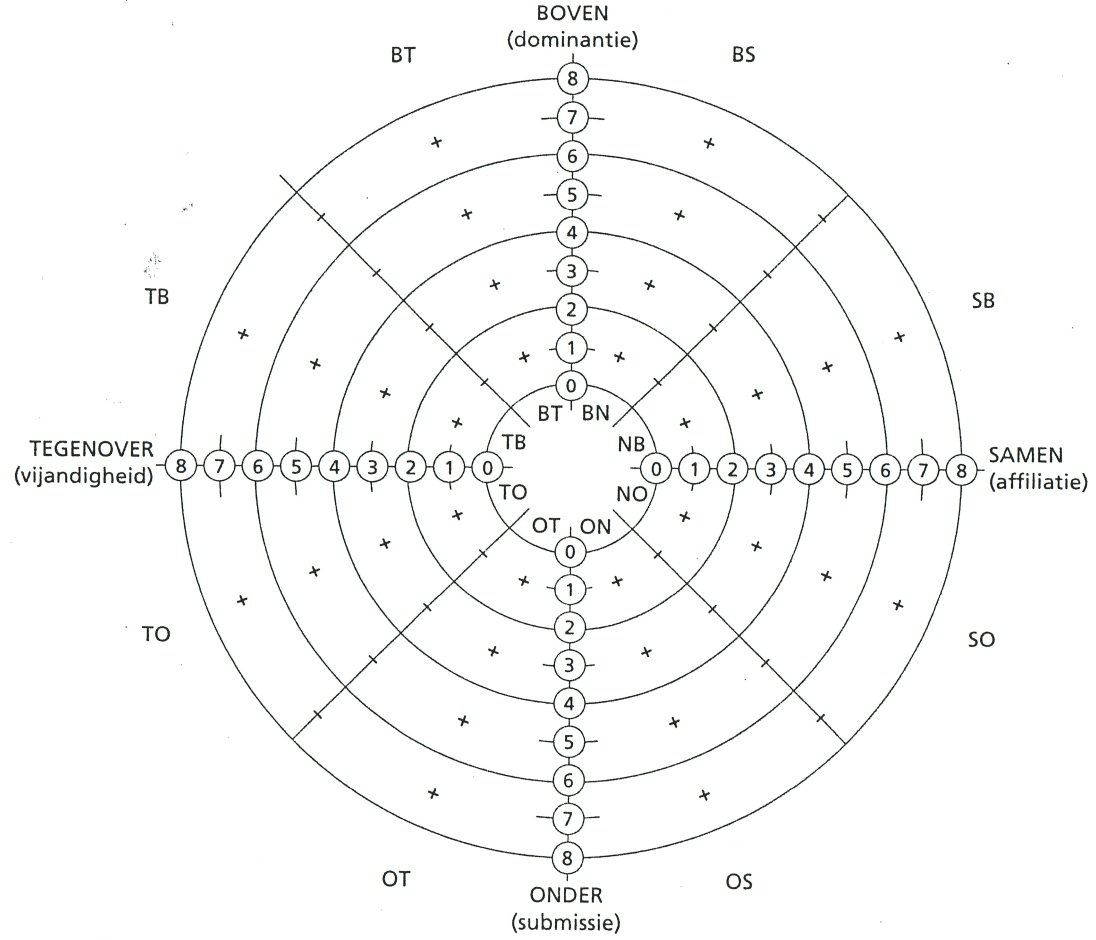 BOVEN
(dominantie)
BT
BS
8
7
6
5
4
3
2
1
0
TB
SB
BT BN
TB
NB
TEGENOVER
(vijandigheid)
8 7 6 5 4 3 2 1 0
0 1 2 3 4 5 6 7 8
SAMEN
(affiliatie)
TO
NO
OT ON
0
1
2
3
4
5
6
7
8
TO
SO
OT
OS
ONDER
(submissie)